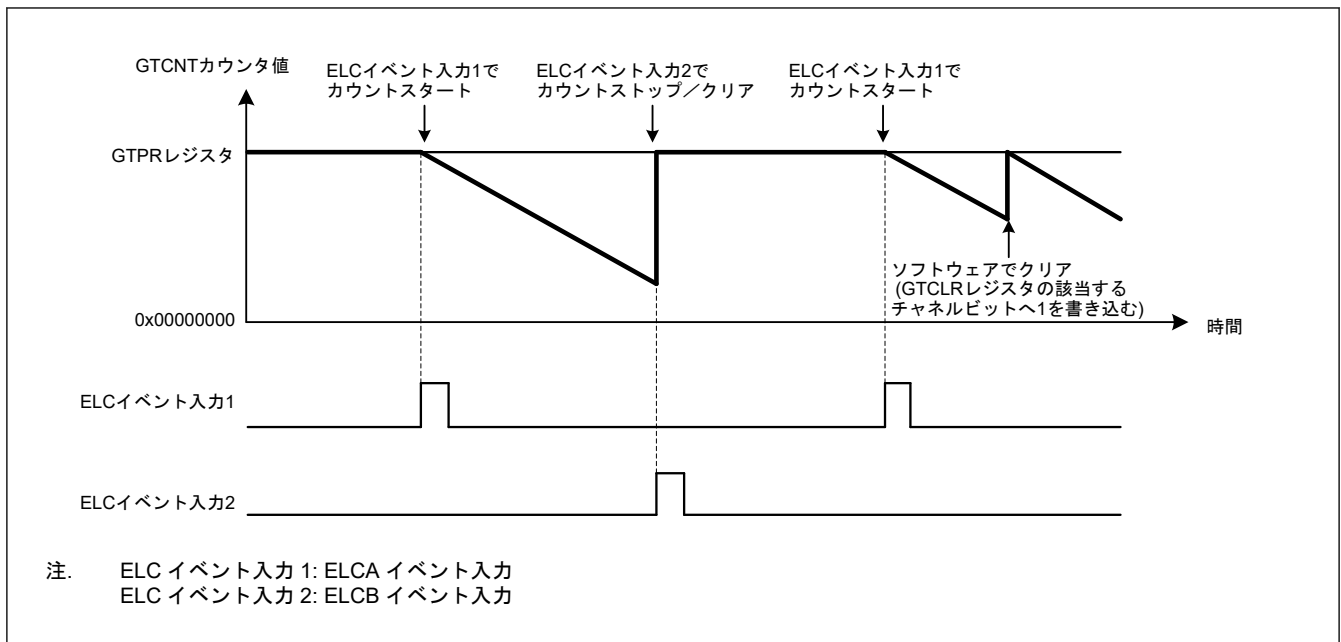 GTCNTカウンタ値
ELCイベント入力1で
カウントスタート
ELCイベント入力2で
カウントストップ／クリア
ELCイベント入力1で
カウントスタート
GTPRレジスタ
ソフトウェアでクリア
(GTCLRレジスタの該当する
チャネルビットへ1を書き込む)
0x00000000
時間
ELCイベント入力1
ELCイベント入力2
注. ELC イベント入力 1: ELCA イベント入力
ELC イベント入力 2: ELCB イベント入力